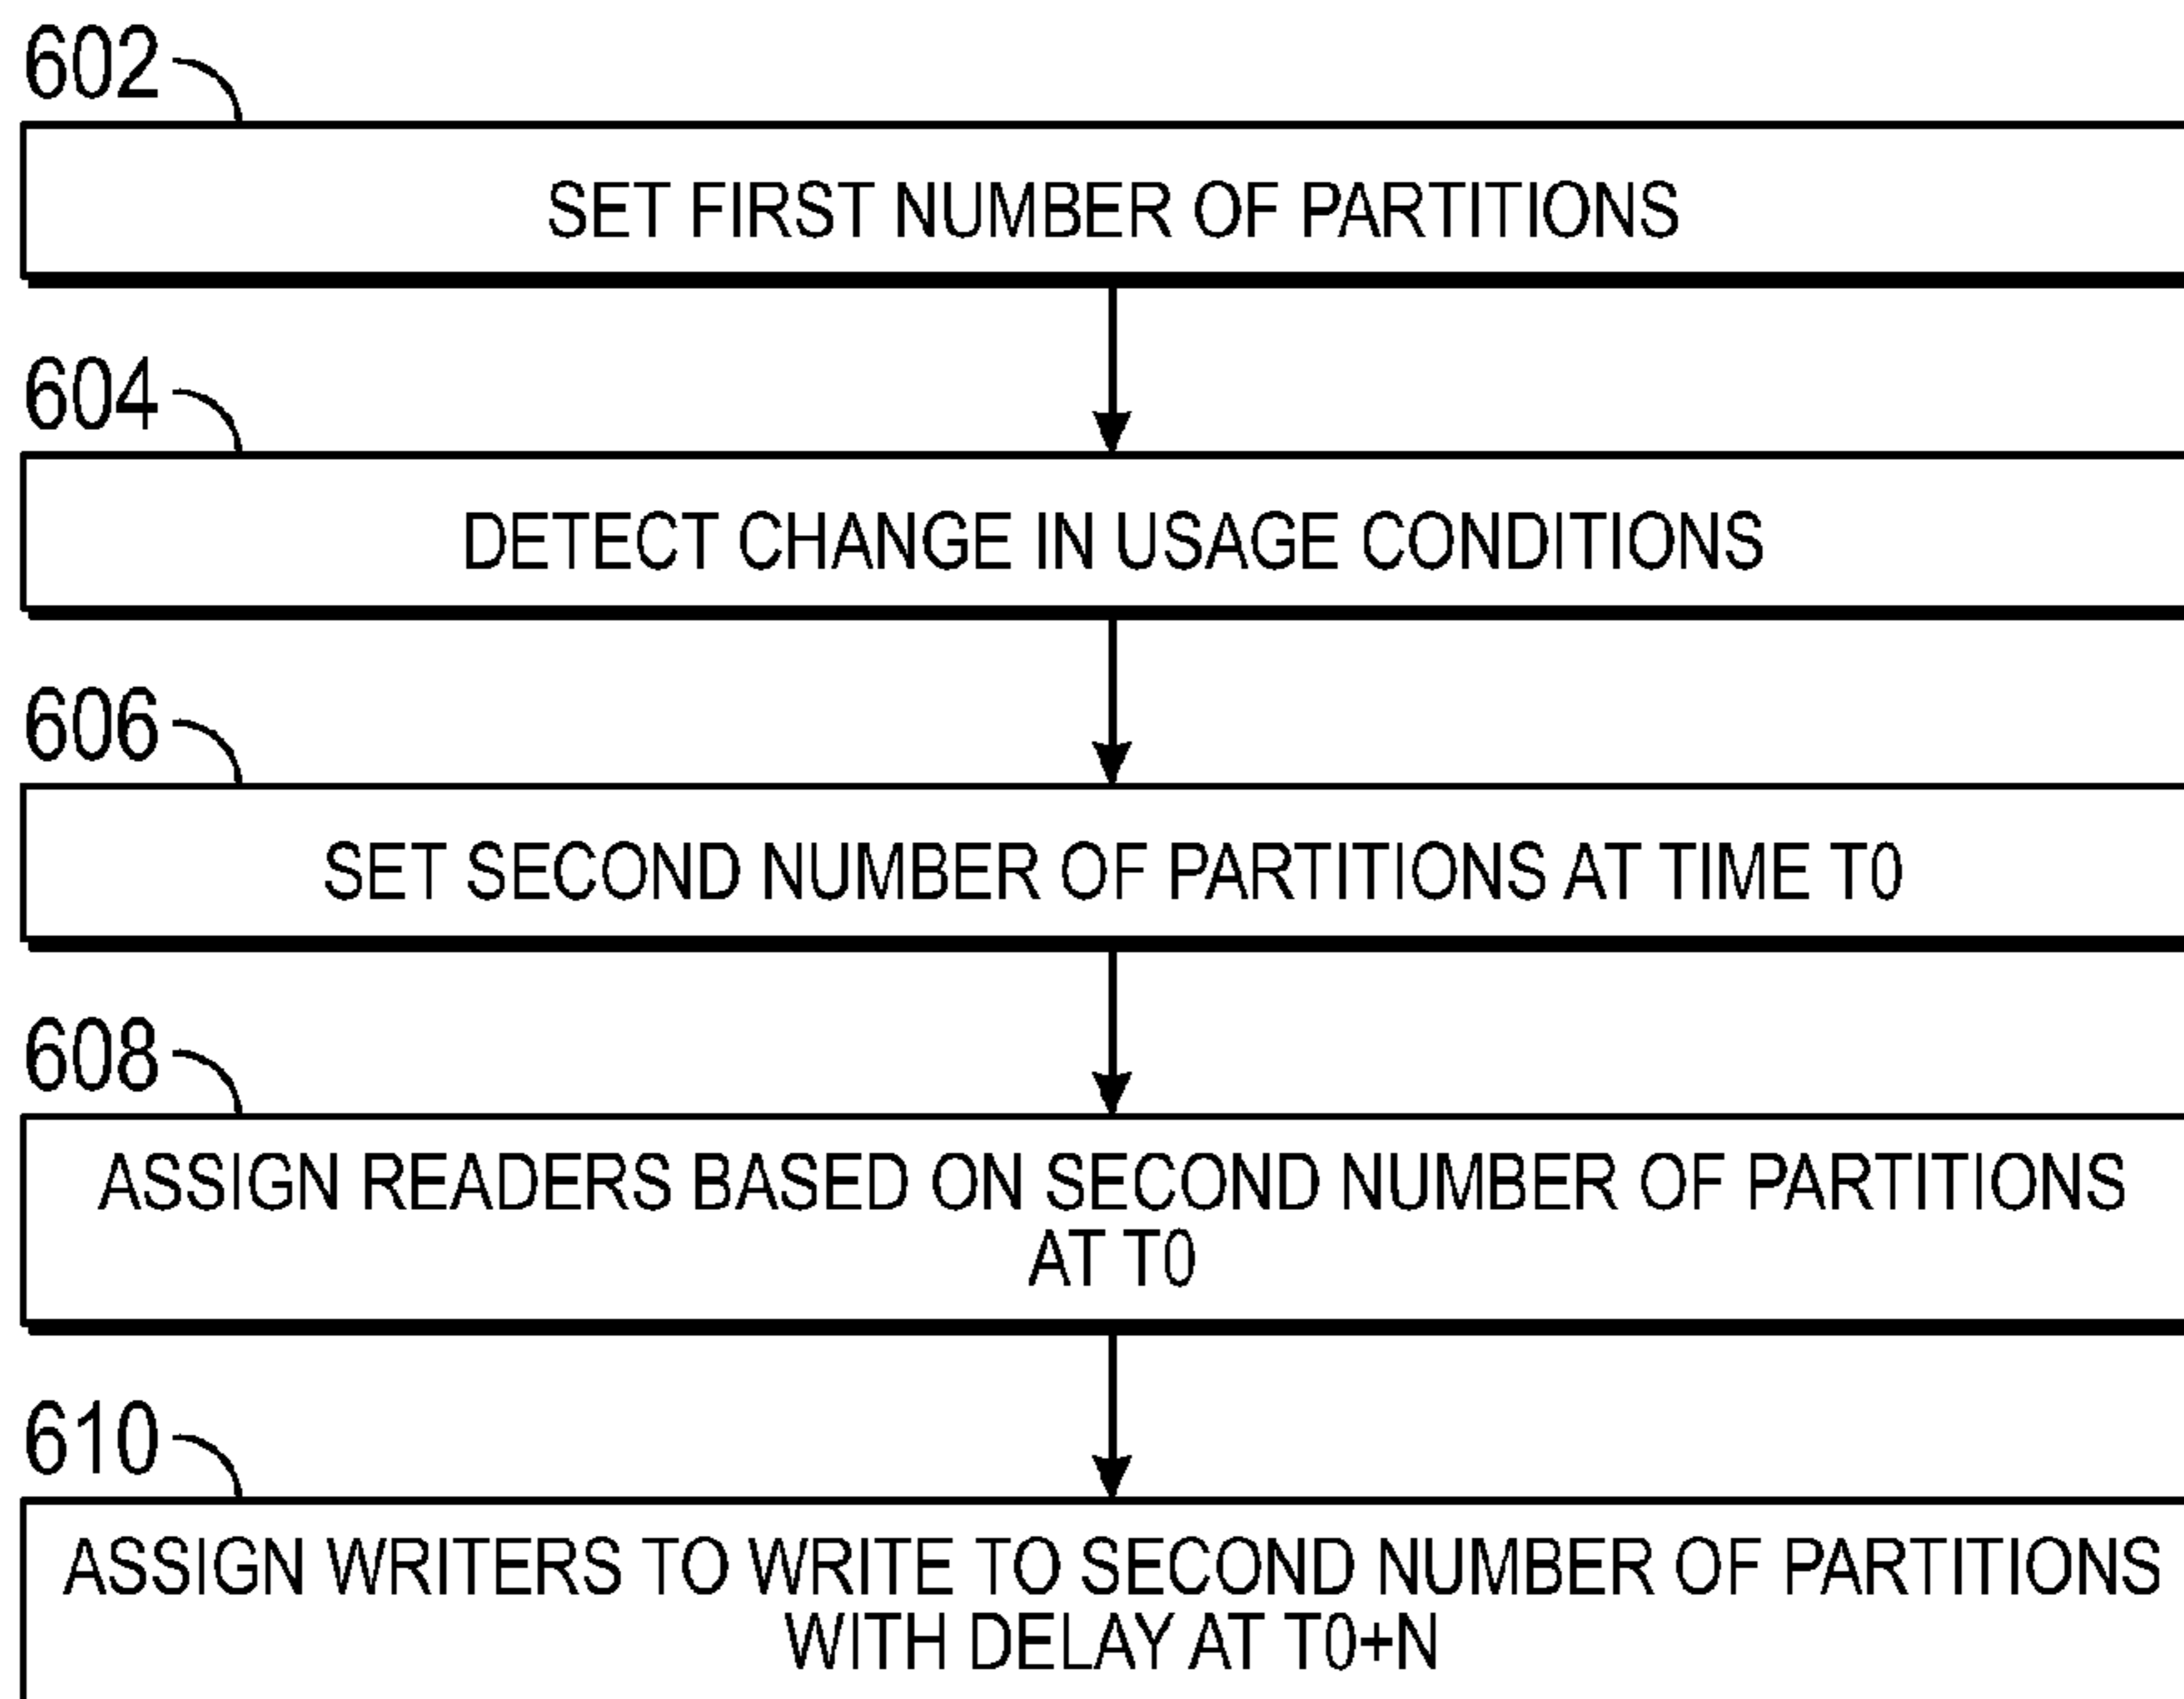 602
SET FIRST NUMBER OF PARTITIONS
604
DETECT CHANGE IN USAGE CONDITIONS
606
SET SECOND NUMBER OF PARTITIONS AT TIME T0
608
ASSIGN READERS BASED ON SECOND NUMBER OF PARTITIONS
AT T0
610
ASSIGN WRITERS TO WRITE TO SECOND NUMBER OF PARTITIONS
WITH DELAY AT T0+N